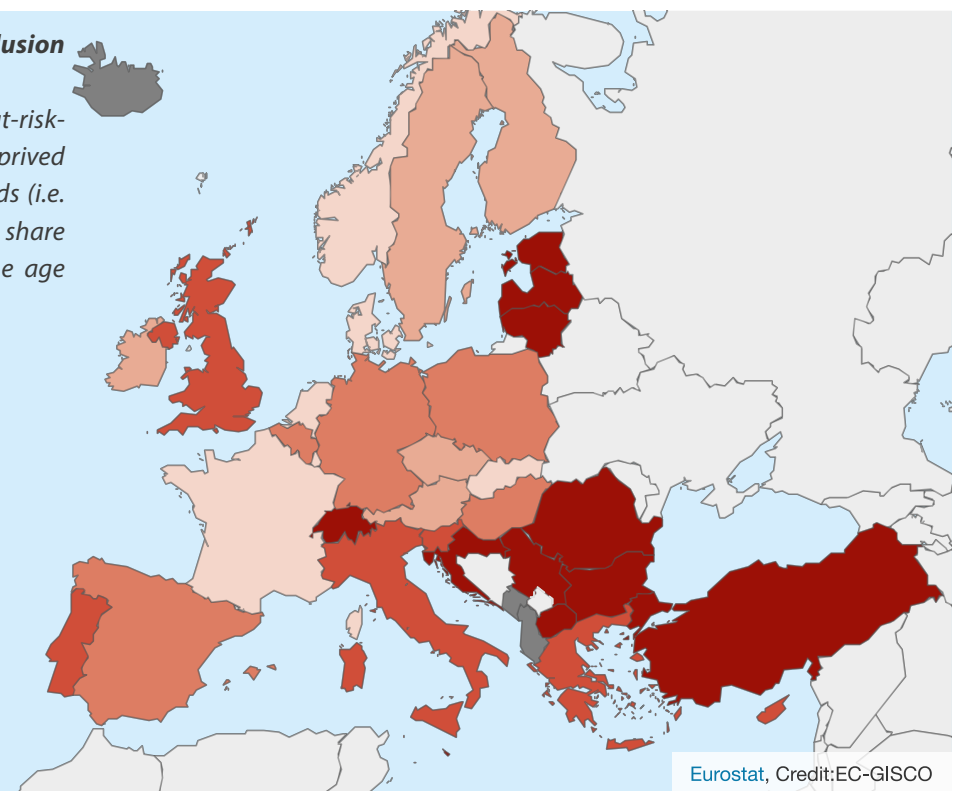 lusion
t-risk-
prived
ds (i.e.
share
e age
Eurostat, Credit:EC-GISCO